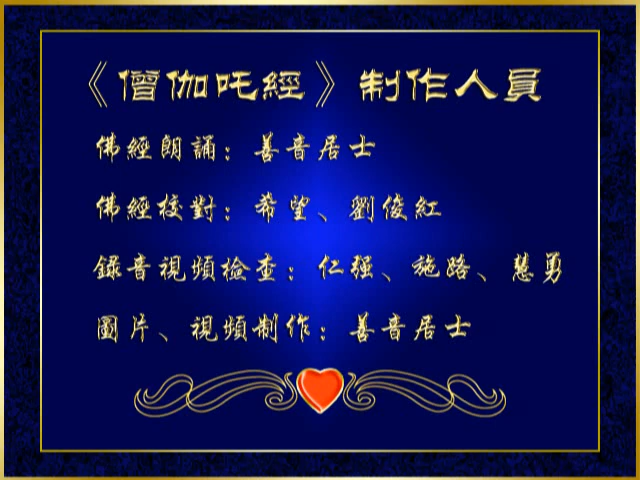 《僧伽吒經》制作人員
佛經朗誦：善音居士
佛經校對：希望、劉俊紅
錄音視頻檢查：仁强、施路、慧勇
圖片、視頻制作：善音居士